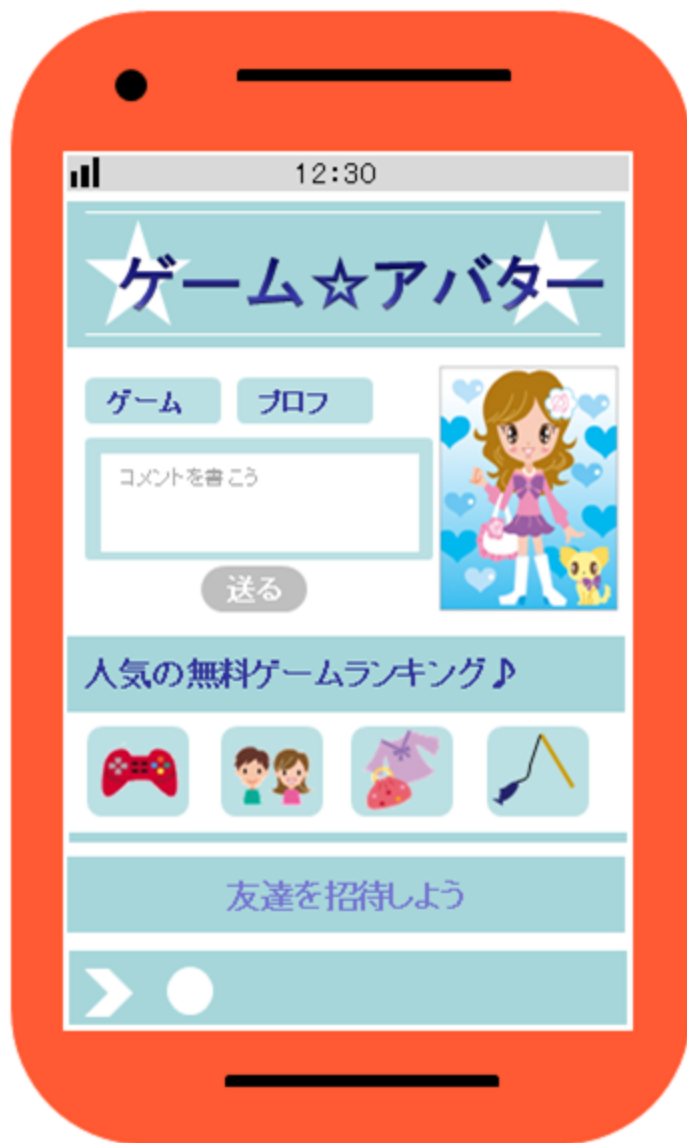 12:30
ゲーム☆アバター
ゲーム
プロフ
コメントを書こう
送る
人気の無料ゲームランキング♪
友達を招待しよう